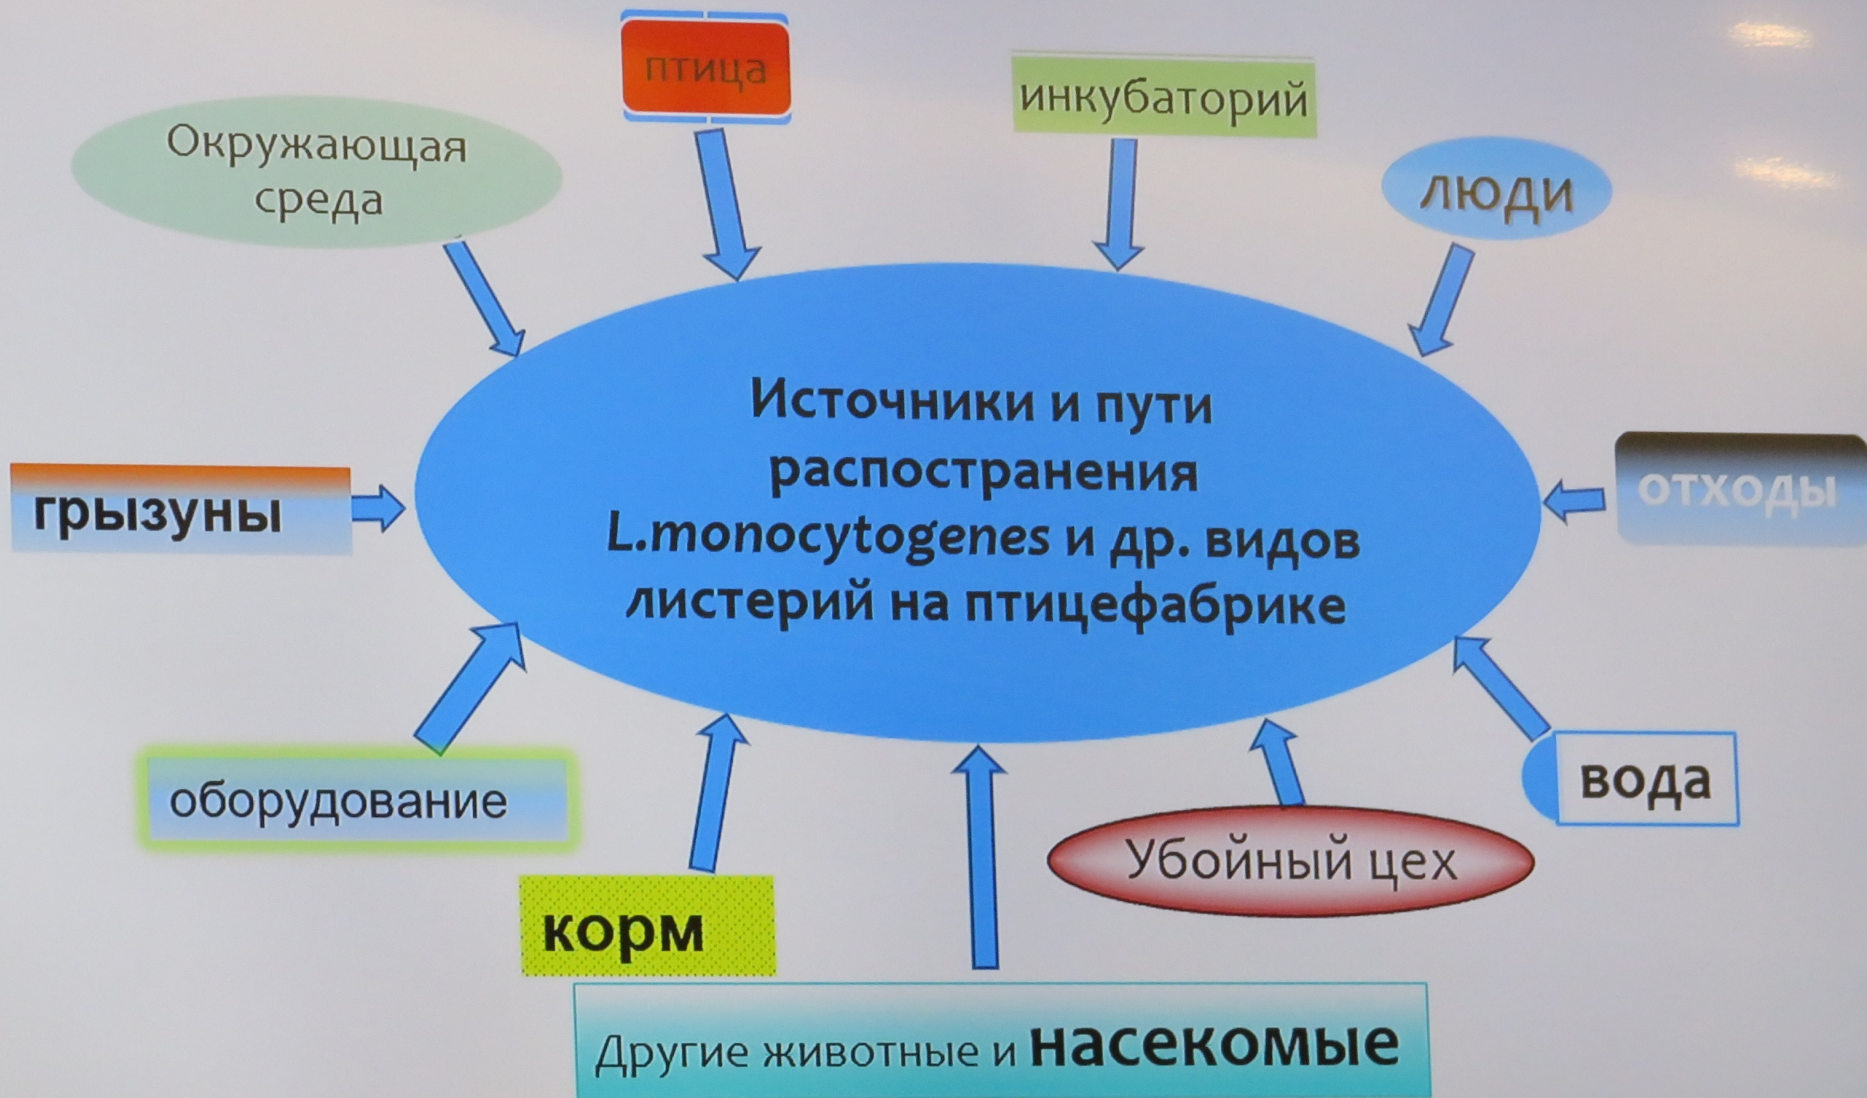 птица
инкубаторий
Окружающая
среда
люди
Источники и пути
распостранения
L.monocytogenes и др. видов
листерий на птицефабрике
грызуны
отходы
оборудование
вода
Убойный цех
корм
Другие животные и насекомые